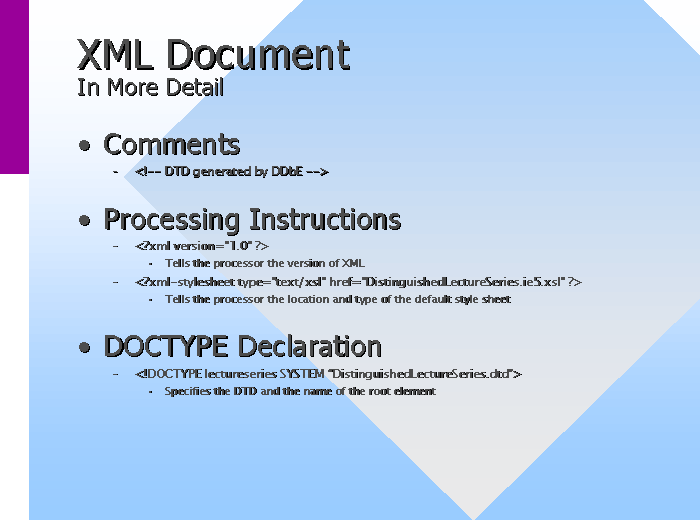 XML Document
In More Detail
• Comments
– <!-- DTD generated by DDbE -->
• Processing Instructions
– <?xml version="1.0" ?>
- Tells the processor the version of XML
– <?xml-stylesheet type="text/xsl" href="DistinguishedLectureSeries.ie5.xsl" ?>
- Tells the processor the location and type of the default style sheet
• DOCTYPE Declaration
– <!DOCTYPE lectureseries SYSTEM "DistinguishedLectureSeries.dtd">
- Specifies the DTD and the name of the root element